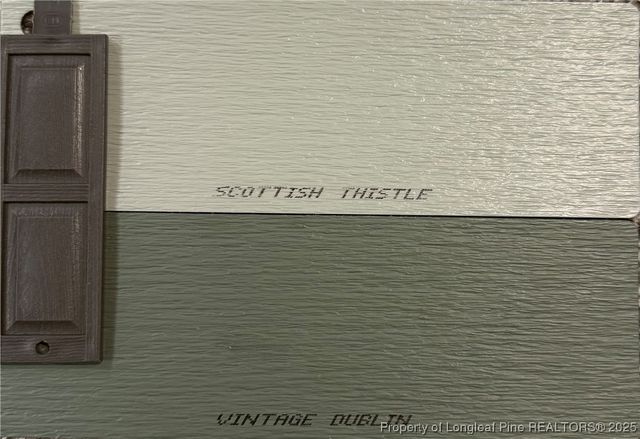 SCOTTISH THISTLE
VINTAGE DUBLIN
Property of Longleaf Pine REALTORS® 2025